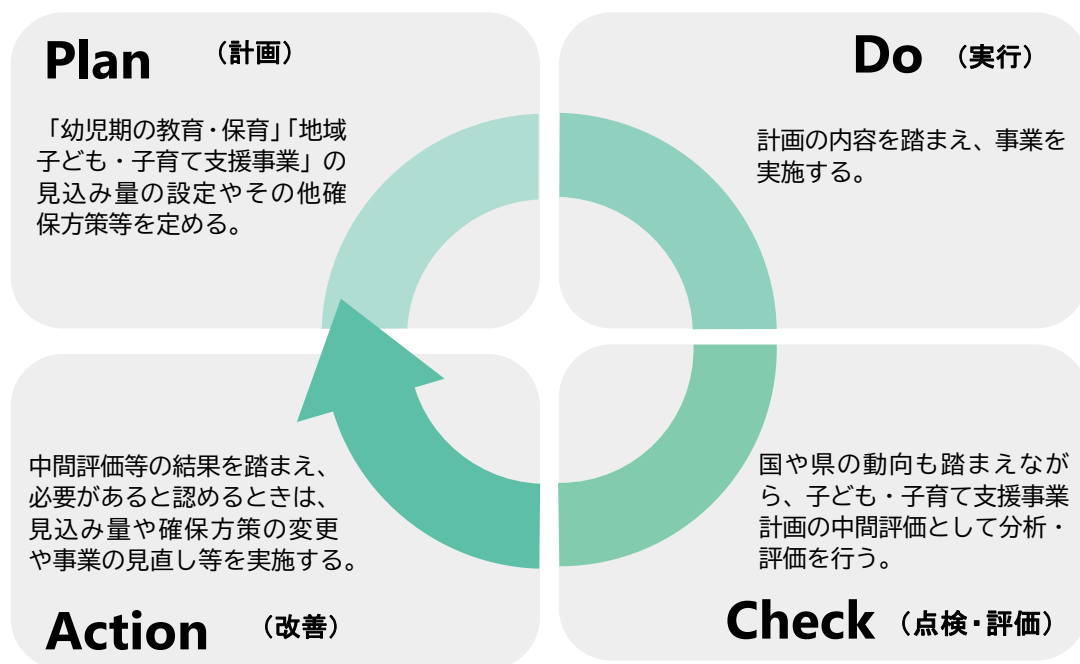 Plan （計画）
「幼児期の教育・保育」「地域
子ども・子育て支援事業」の
見込み量の設定やその他確
保方策等を定める。
Do （実行）
計画の内容を踏まえ、事業を
実施する。
中間評価等の結果を踏まえ、
必要があると認めるときは、
見込み量や確保方策の変更
や事業の見直し等を実施する。
Action （改善）
国や県の動向も踏まえなが
ら、子ども・子育て支援事業
計画の中間評価として分析・
評価を行う。
Check （点検・評価）